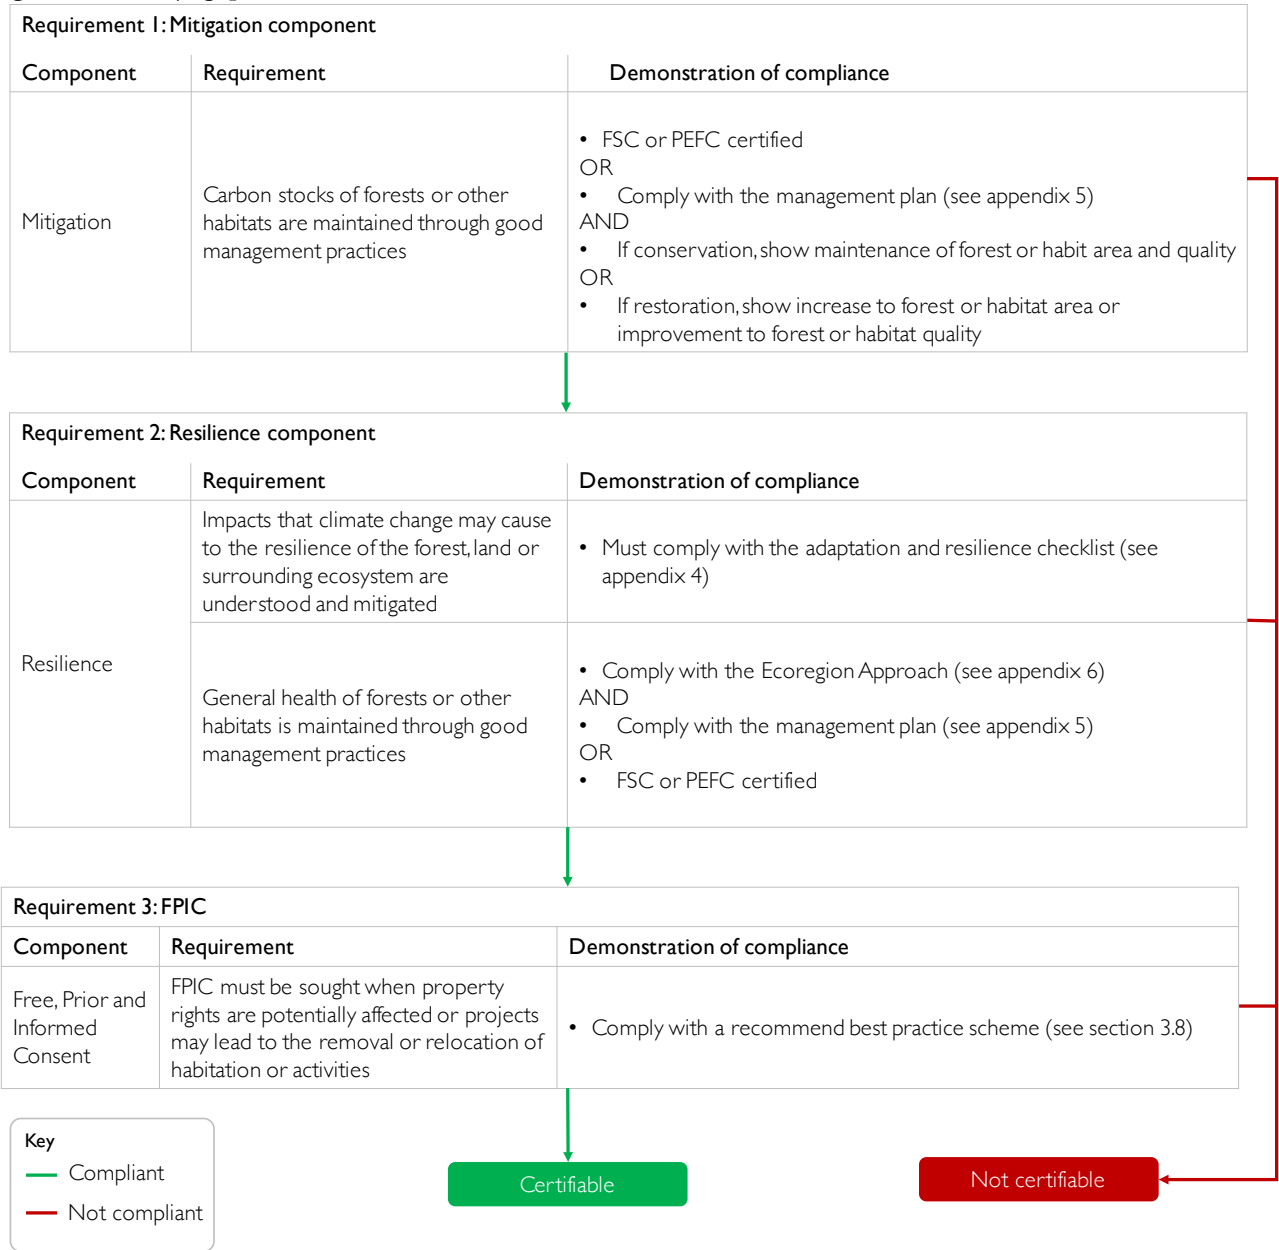 Requirement 1: Mitigation component
Component Requirement Demonstration of compliance
Mitigation
Carbon stocks of forests or other
habitats are maintained through good
management practices
• FSC or PEFC certified
OR
• Comply with the management plan (see appendix 5)
AND
• If conservation, show maintenance of forest or habit area and quality
OR
• If restoration, show increase to forest or habitat area or
improvement to forest or habitat quality
Requirement 2: Resilience component
Component Requirement Demonstration of compliance
Resilience
Impacts that climate change may cause
to the resilience of the forest, land or
surrounding ecosystem are
understood and mitigated
• Must comply with the adaptation and resilience checklist (see
appendix 4)
General health of forests or other
habitats is maintained through good
management practices
• Comply with the Ecoregion Approach (see appendix 6)
AND
• Comply with the management plan (see appendix 5)
OR
• FSC or PEFC certified
Requirement 3: FPIC
Component Requirement Demonstration of compliance
Free, Prior and
Informed
Consent
FPIC must be sought when property
rights are potentially affected or projects
may lead to the removal or relocation of
habitation or activities
• Comply with a recommend best practice scheme (see section 3.8)
Key
Compliant
Not compliant
Certifiable
Not certifiable